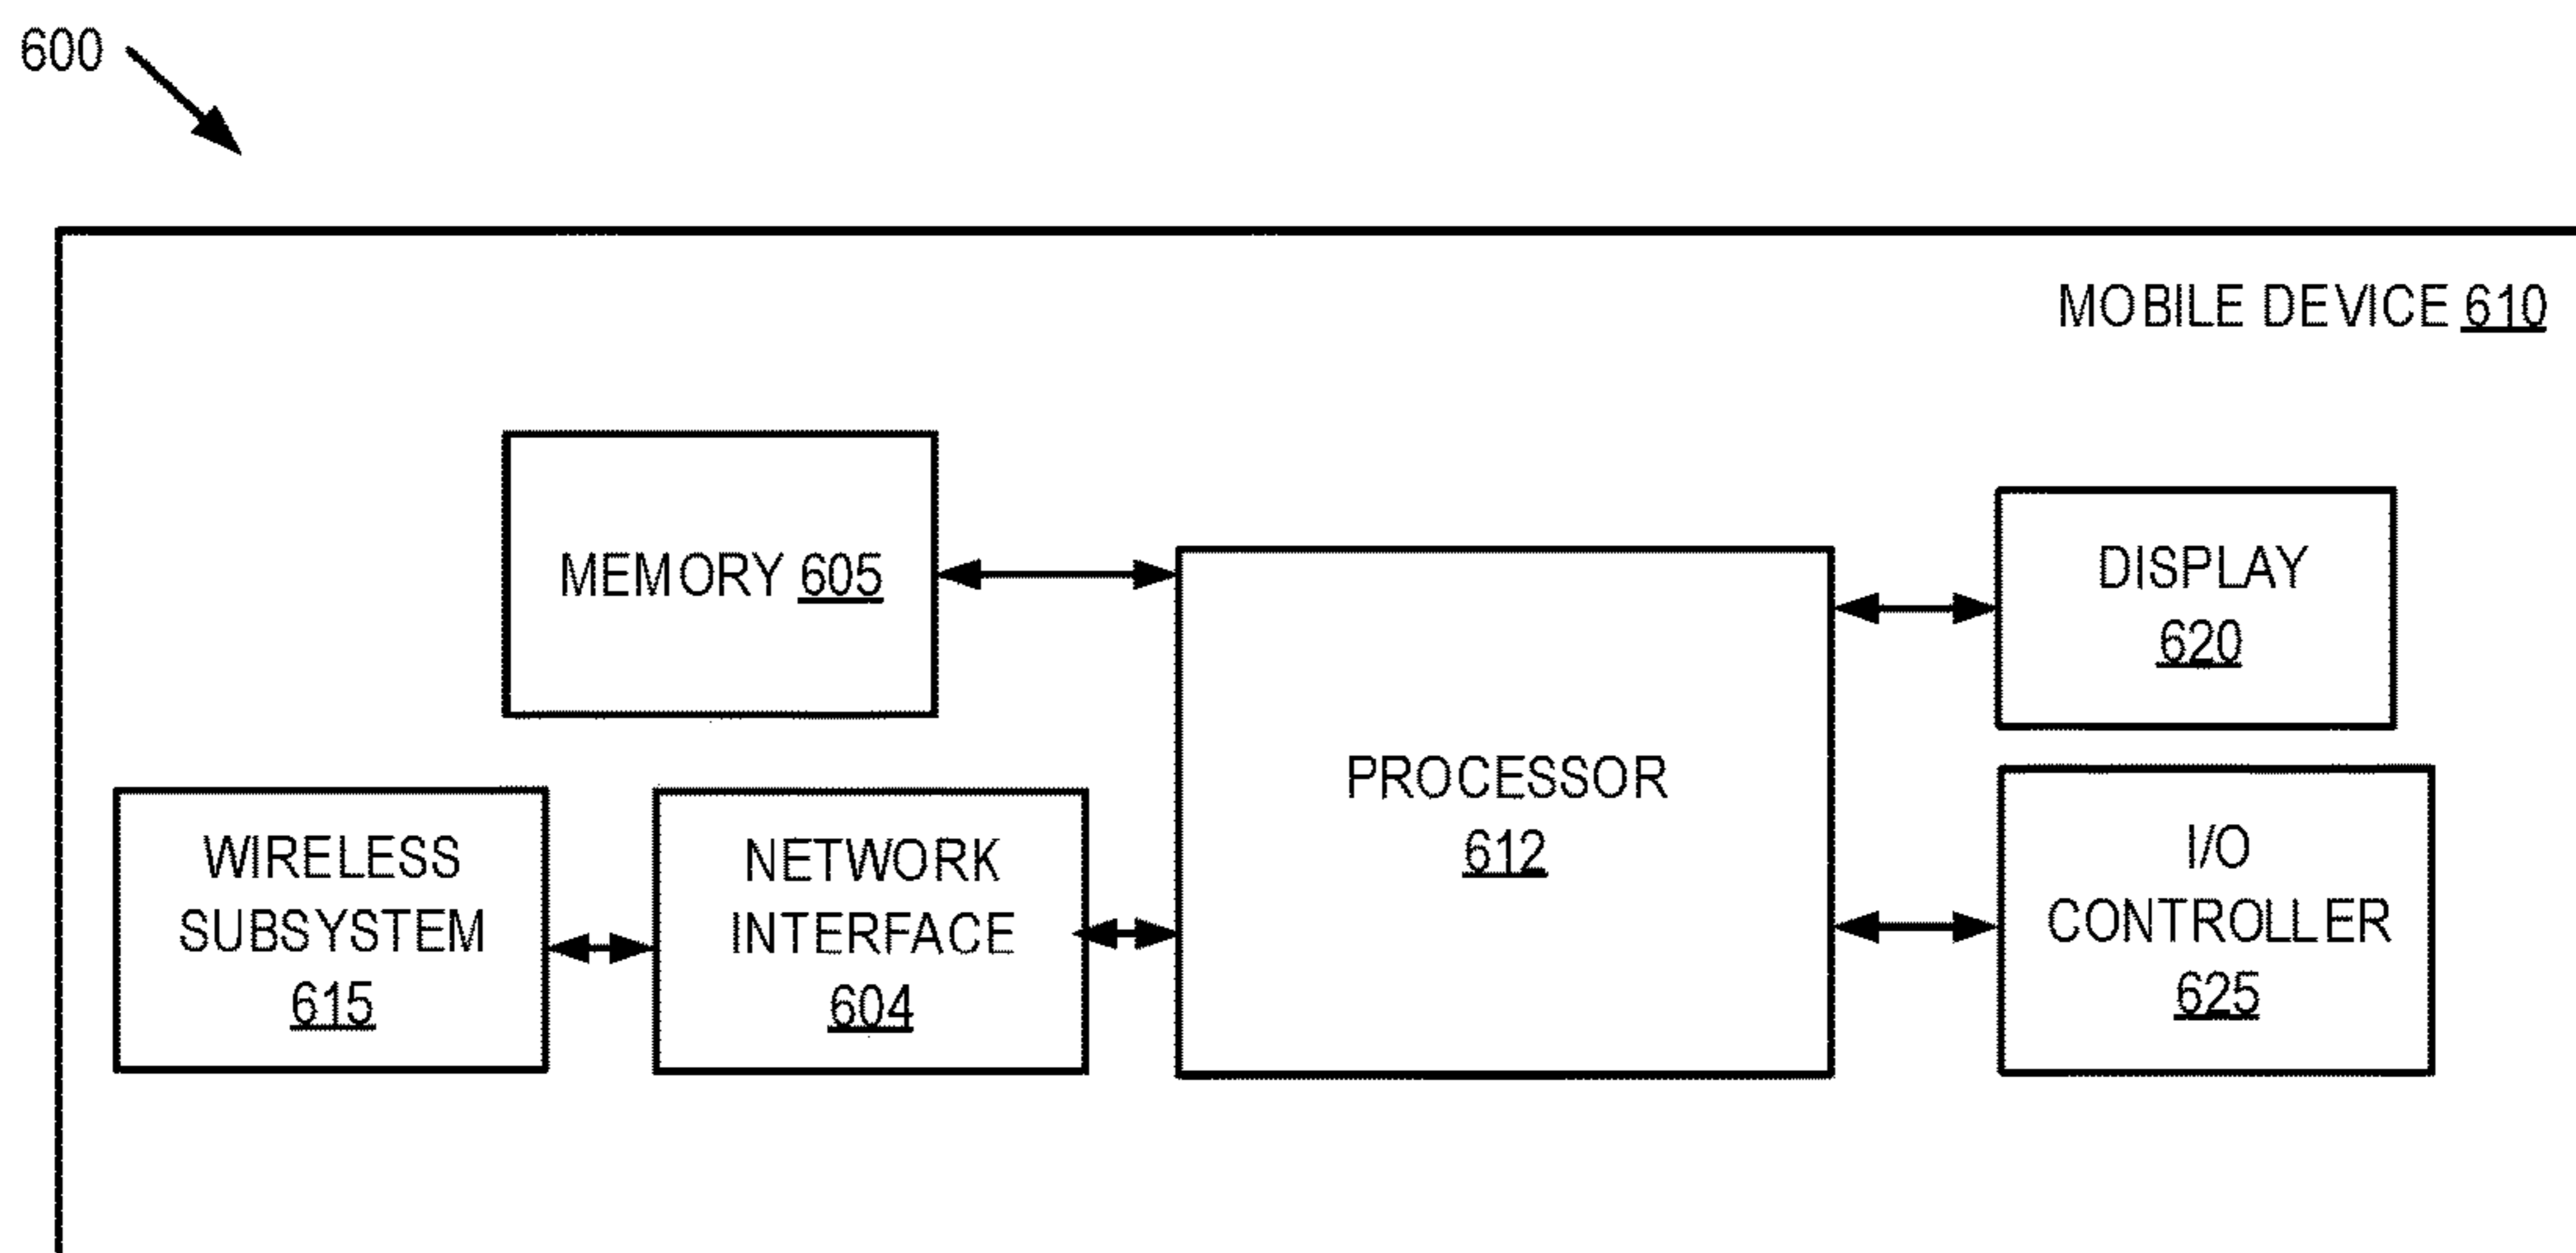 600
MOBILE DEVICE 610
MEMORY 605
DISPLAY
620
PROCESSOR
612
WIRELESS
SUBSYSTEM
615
NETWORK
INTERFACE
604
I/O
CONTROLLER
625